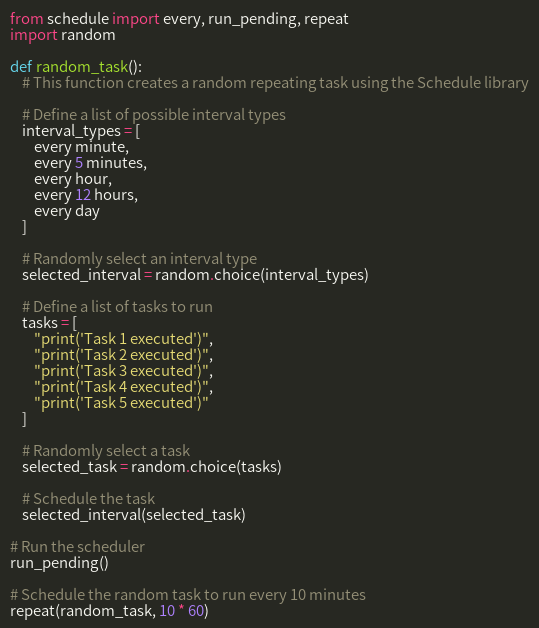 from schedule import every, run_pending, repeat
import random

def random_task():
    # This function creates a random repeating task using the Schedule library

    # Define a list of possible interval types
    interval_types = [
        every minute,
        every 5 minutes,
        every hour,
        every 12 hours,
        every day
    ]

    # Randomly select an interval type
    selected_interval = random.choice(interval_types)

    # Define a list of tasks to run
    tasks = [
        "print('Task 1 executed')",
        "print('Task 2 executed')",
        "print('Task 3 executed')",
        "print('Task 4 executed')",
        "print('Task 5 executed')"
    ]

    # Randomly select a task
    selected_task = random.choice(tasks)

    # Schedule the task
    selected_interval(selected_task)

# Run the scheduler
run_pending()

# Schedule the random task to run every 10 minutes
repeat(random_task, 10 * 60)